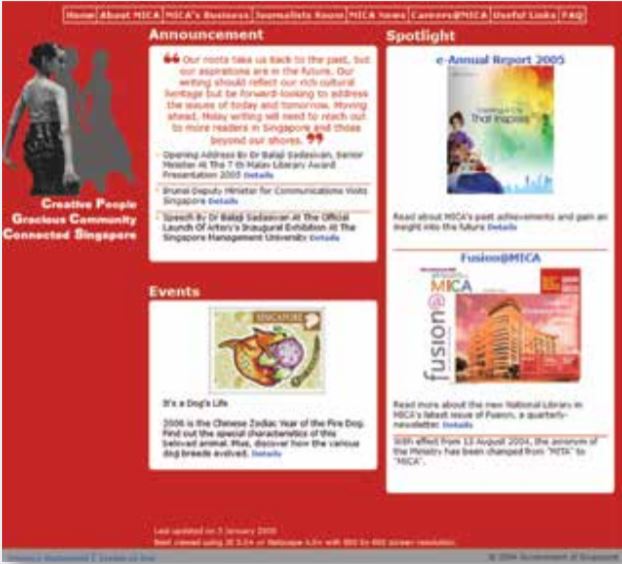 Home About MICA MICA's Business Journalists Room MICA News Careers@MICA Useful Links FAQ
Creative People
Gracious Community
Connected Singapore
Announcement
“ Our roots take us back to the past, but
our aspirations are in the future. Our
writing should reflect our rich cultural
heritage but be forward-looking to address
the issues of today and tomorrow. Moving
ahead, Malay writing will need to reach out
to more readers in Singapore and those
beyond our shores. ”
Opening Address By Dr Balaji Sadasivan, Senior
Minister At The 7 th Malay Literary Award
Presentation 2005 Details
Brunei Deputy Minister for Communications Visits
Singapore Details
Speech By Dr Balaji Sadasivan At The Official
Launch Of Artery's Inaugural Exhibition At The
Singapore Management University Details
Events
SINGAPORE
It's a Dog's Life
2006 is the Chinese Zodiac Year of the Fire Dog.
Find out the special characteristics of this
beloved animal. Plus, discover how the various
dog breeds evolved. Details
Spotlight
e-Annual Report 2005
Creating a City
That Inspires
Read about MICA's past achievements and gain an
insight into the future Details
Fusion@MICA
MICA
fusion@
Read more about the new National Library in
MICA's latest issue of Fusion, a quarterly
newsletter. Details
With effect from 13 August 2004, the acronym of
the Ministry has been changed from "MITA" to
"MICA".
Last updated on 5 January
Best viewed using IE 5.0+ or Netscape with 800 by 600 screen resolution.
© 2004 Government of Singapore